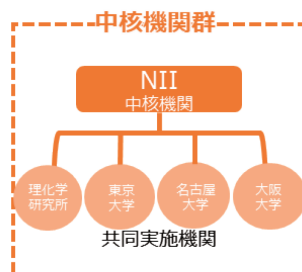 中核機関群
NII
中核機関
理化学
研究所
東京
大学
名古屋
大学
大阪
大学
共同実施機関